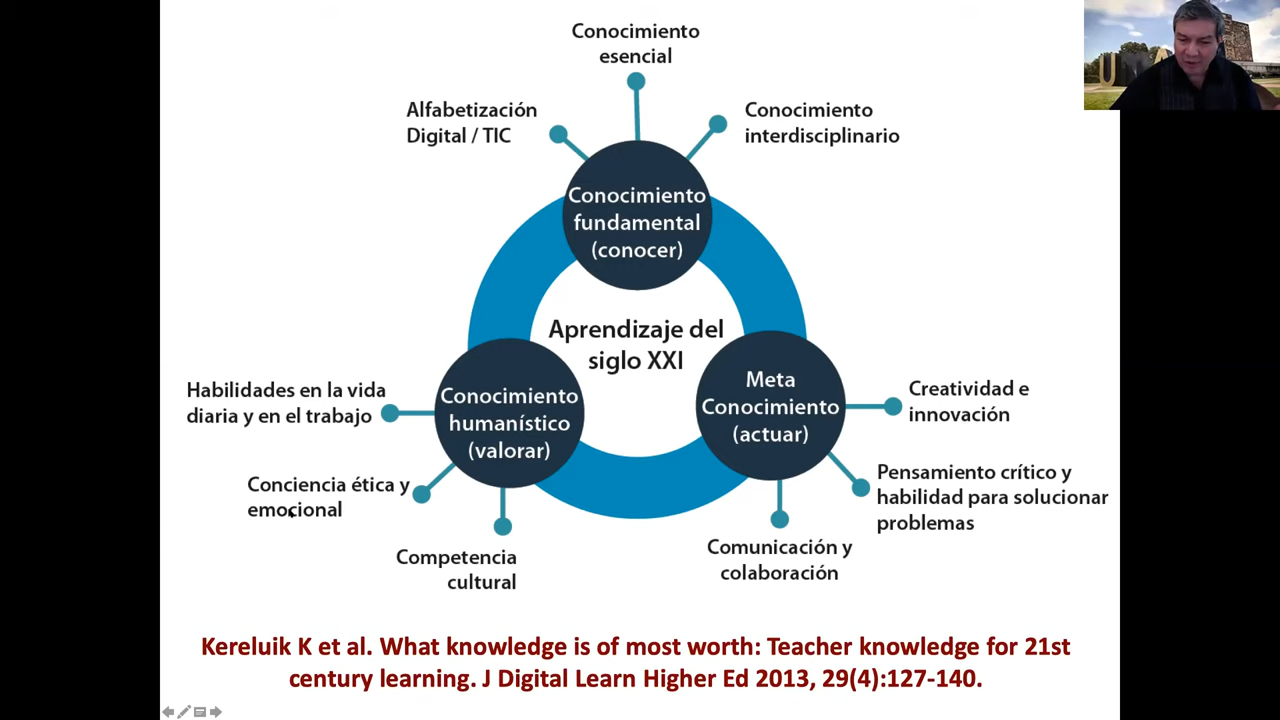 Conocimiento
esencial
Alfabetización
Digital / TIC
Conocimiento
interdisciplinario
Conocimiento
fundamental
(conocer)
Aprendizaje del
siglo XXI
Habilidades en la vida
diaria y en el trabajo
Conocimiento
humanístico
(valorar)
Meta
Conocimiento
(actuar)
Creatividad e
innovación
Conciencia ética y
emocional
Pensamiento crítico y
habilidad para solucionar
problemas
Competencia
cultural
Comunicación y
colaboración
Kereluik K et al. What knowledge is of most worth: Teacher knowledge for 21st
century learning. J Digital Learn Higher Ed 2013, 29(4):127-140.